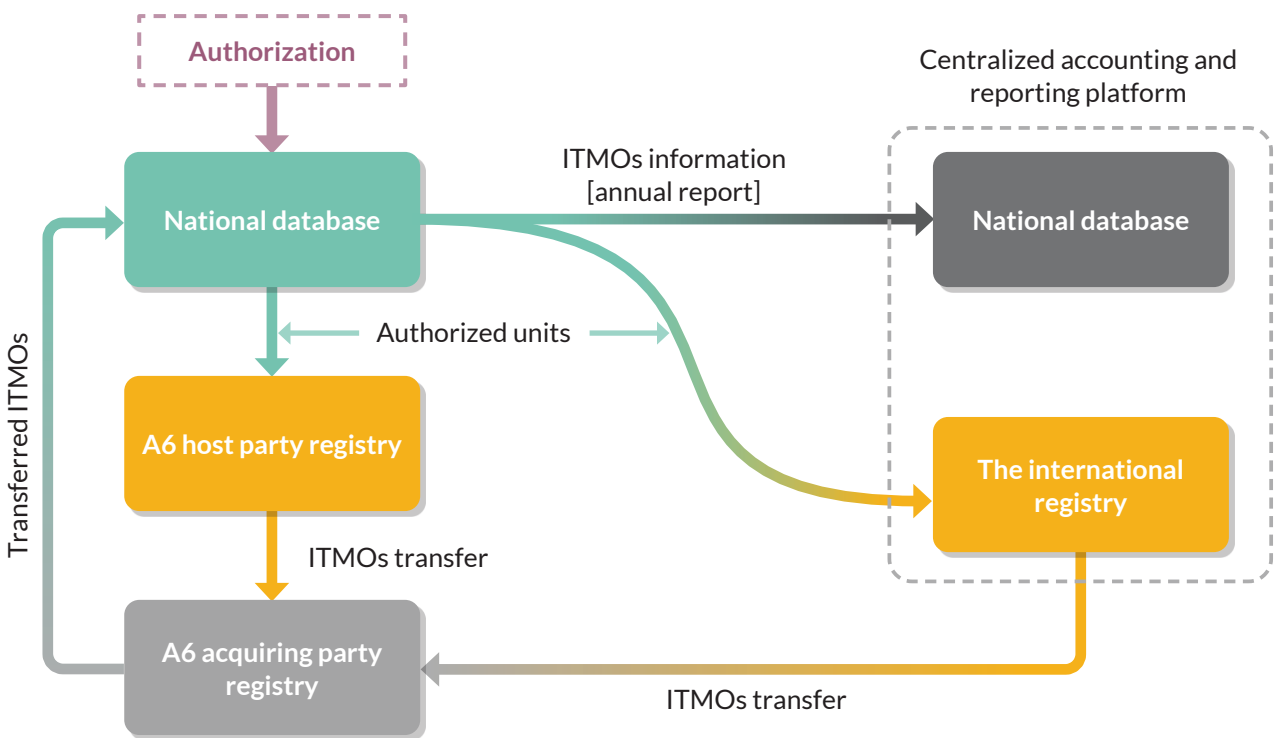 Authorization
Centralized accounting and
reporting platform
National database
ITMOs information
[annual report]
National database
Authorized units
Transferred ITMOs
A6 host party registry
The international
registry
ITMOs transfer
A6 acquiring party
registry
ITMOs transfer